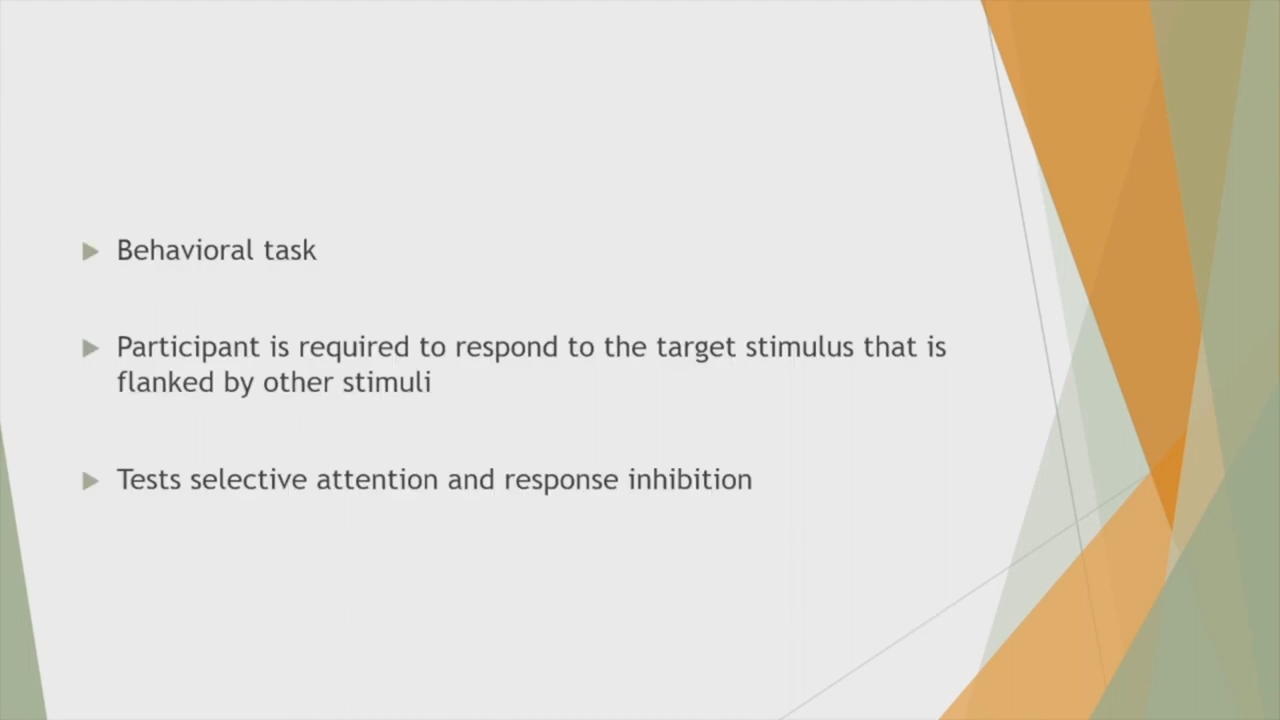 Behavioral task
Participant is required to respond to the target stimulus that is
flanked by other stimuli
Tests selective attention and response inhibition